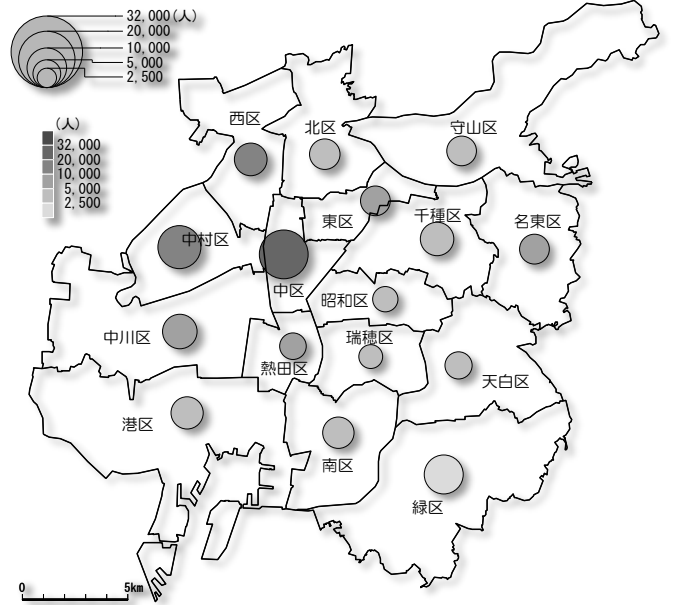 32,000(人)
20,000
10,000
5,000
2,500
(人)
32,000
20,000
10,000
5,000
2,500
西区
北区
守山区
東区
千種区
名東区
中村区
中区
昭和区
中川区
瑞穂区
熱田区
天白区
港区
南区
緑区
0 5km